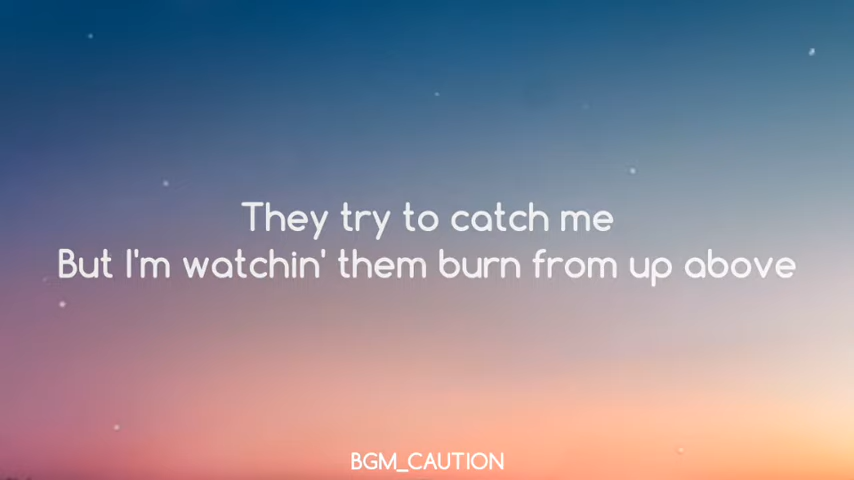 They try to catch me
But I'm watchin' them burn from up above
BGM_CAUTION